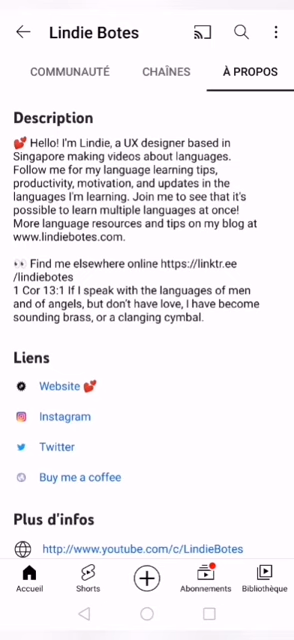 Lindie Botes
COMMUNAUTÉ CHAÎNES À PROPOS
Description
💕 Hello! I'm Lindie, a UX designer based in
Singapore making videos about languages.
Follow me for my language learning tips,
productivity, motivation, and updates in the
languages I'm learning. Join me to see that it's
possible to learn multiple languages at once!
More language resources and tips on my blog at
www.lindiebotes.com.
👀 Find me elsewhere online https://linktr.ee
/lindiebotes
1 Cor 13:1 If I speak with the languages of men
and of angels, but don't have love, I have become
sounding brass, or a clanging cymbal.
Liens
Website 💕
Instagram
Twitter
Buy me a coffee
Plus d'infos
http://www.youtube.com/c/LindieBotes
Accueil Shorts Abonnements Bibliothèque